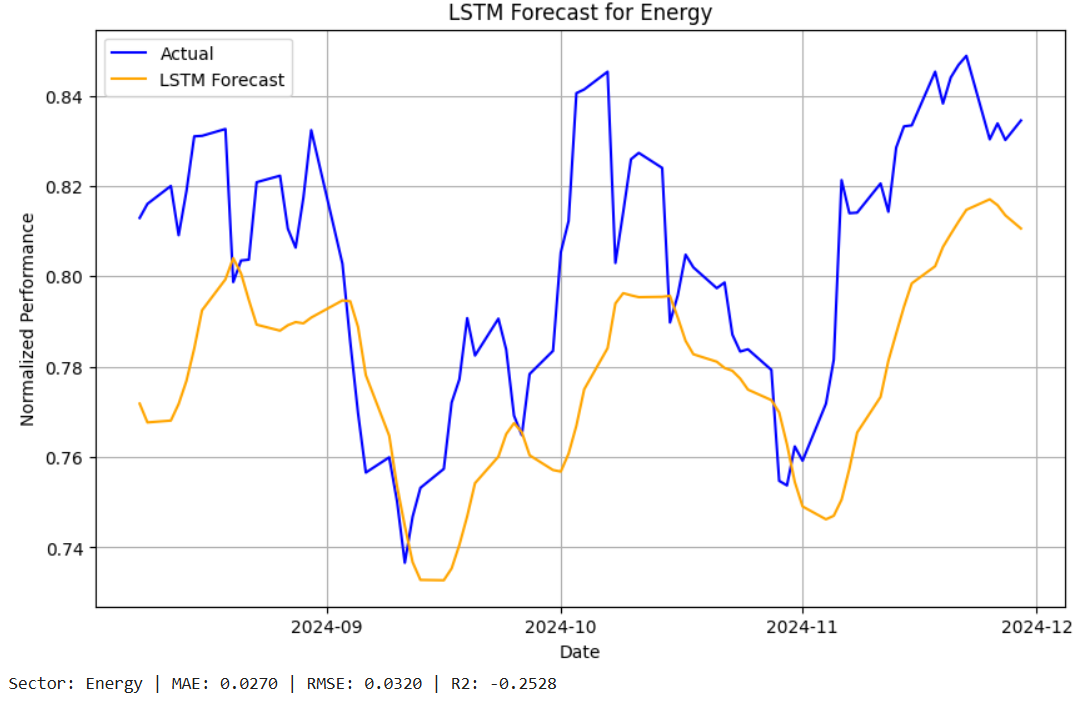 LSTM Forecast for Energy
Actual
LSTM Forecast
0.84
0.82
0.80
0.78
0.76
0.74
Normalized Performance
2024-09
2024-10
2024-11
2024-12
Date
Sector: Energy | MAE: 0.0270 | RMSE: 0.0320 | R2: -0.2528